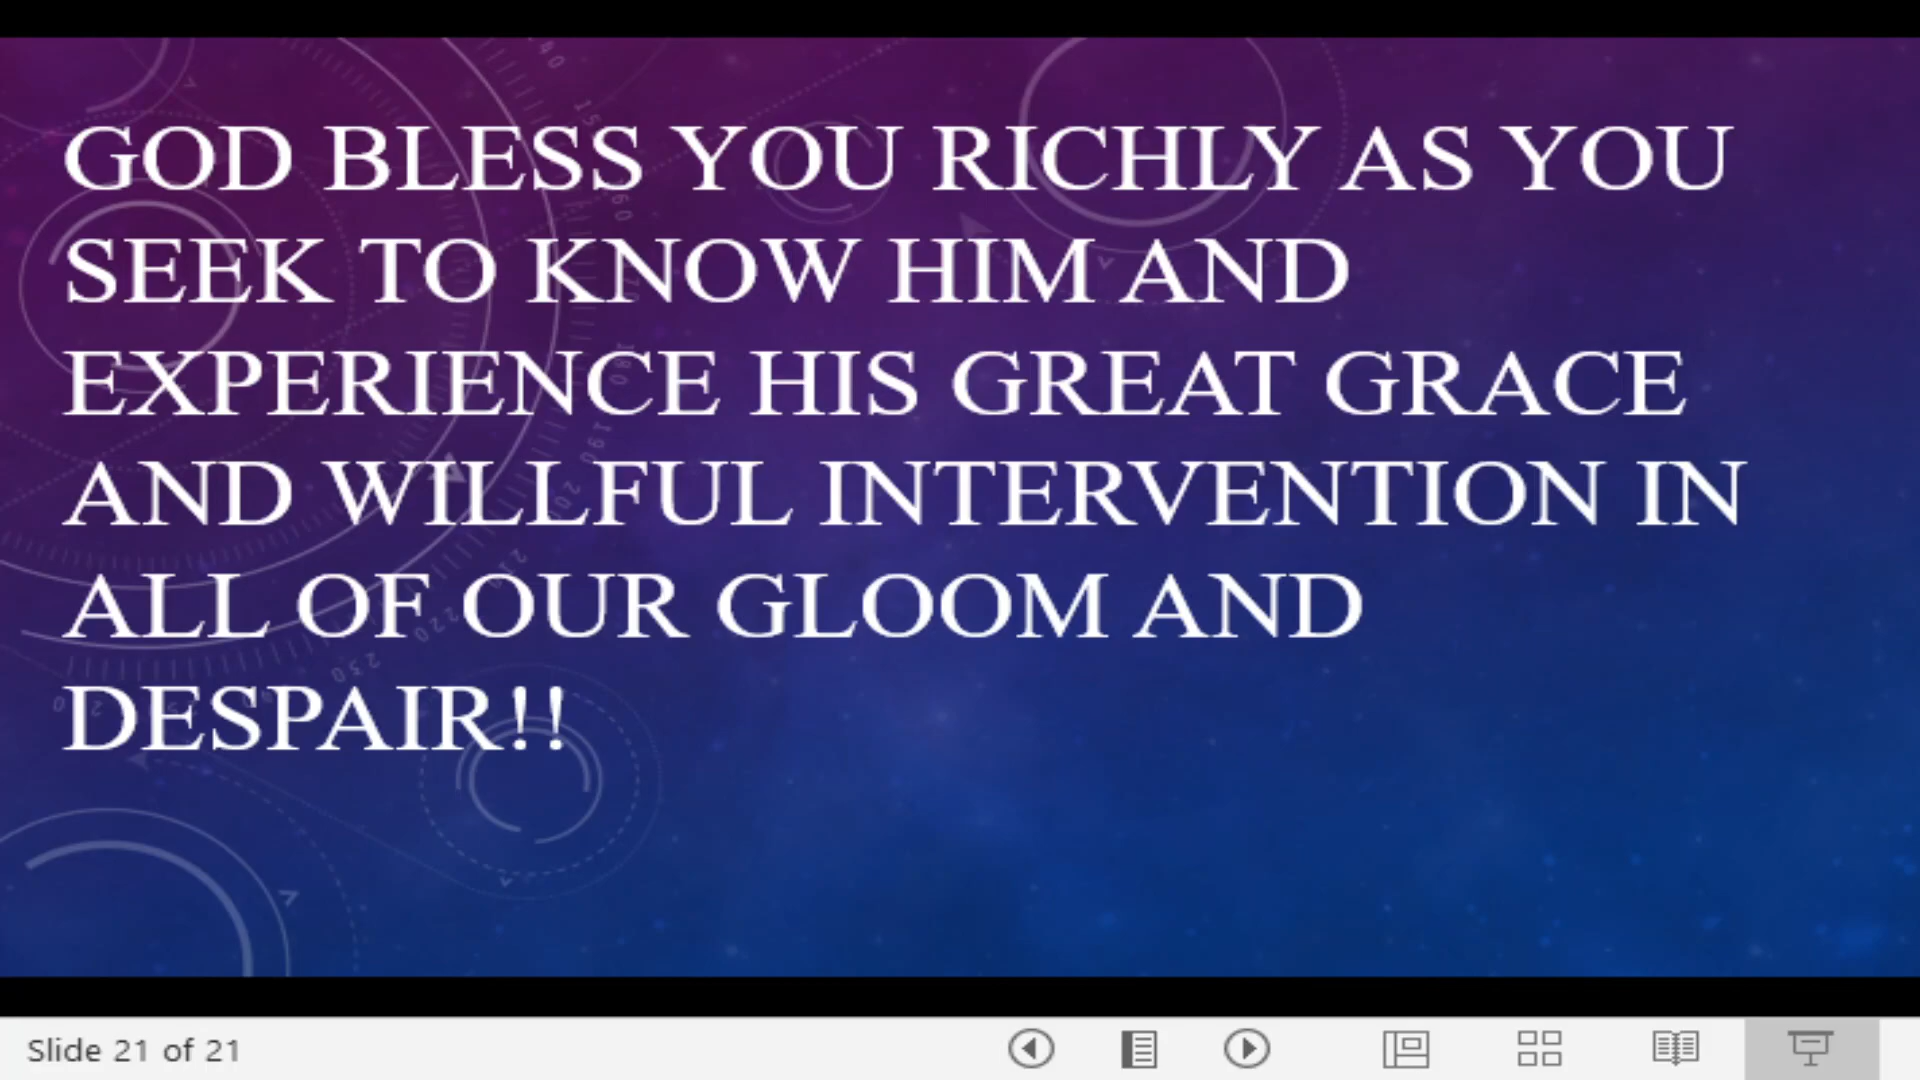 GOD BLESS YOU RICHLY AS YOU
SEEK TO KNOW HIM AND
EXPERIENCE HIS GREAT GRACE
AND WILLFUL INTERVENTION IN
ALL OF OUR GLOOM AND
DESPAIR!!
Slide 21 of 21